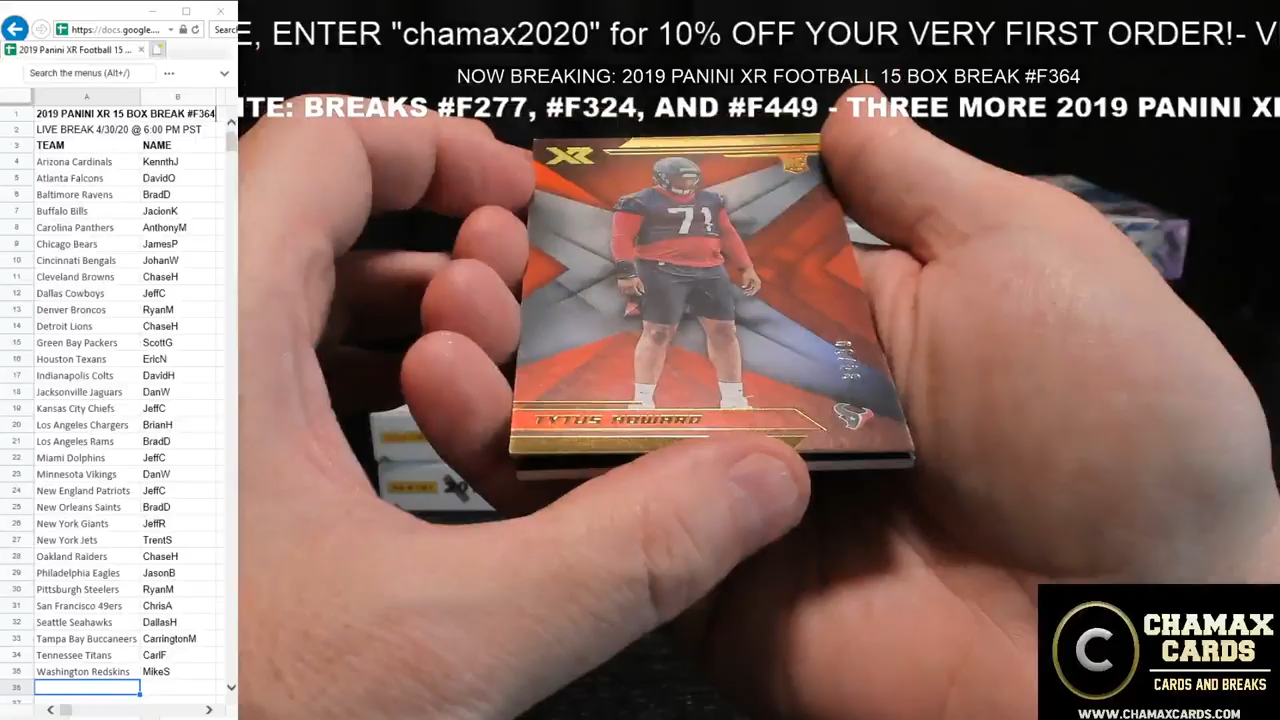 https://docs.google....
Searc
2019 Panini XR Football 15 ...
Search the menus (Alt+/)
A B
1 2019 PANINI XR 15 BOX BREAK #F364
2 LIVE BREAK 4/30/20 @ 6:00 PM PST
3 TEAM NAME
4 Arizona Cardinals KennthJ
5 Atlanta Falcons DavidO
6 Baltimore Ravens BradD
7 Buffalo Bills JacionK
8 Carolina Panthers AnthonyM
9 Chicago Bears JamesP
10 Cincinnati Bengals JohanW
11 Cleveland Browns ChaseH
12 Dallas Cowboys JeffC
13 Denver Broncos RyanM
14 Detroit Lions ChaseH
15 Green Bay Packers ScottG
16 Houston Texans EricN
17 Indianapolis Colts DavidH
18 Jacksonville Jaguars DanW
19 Kansas City Chiefs JeffC
20 Los Angeles Chargers BrianH
21 Los Angeles Rams BradD
22 Miami Dolphins JeffC
23 Minnesota Vikings DanW
24 New England Patriots JeffC
25 New Orleans Saints BradD
26 New York Giants JeffR
27 New York Jets TrentS
28 Oakland Raiders ChaseH
29 Philadelphia Eagles JasonB
30 Pittsburgh Steelers RyanM
31 San Francisco 49ers ChrisA
32 Seattle Seahawks DallasH
33 Tampa Bay Buccaneers CarringtonM
34 Tennessee Titans CarlF
35 Washington Redskins MikeS
36
E, ENTER "chamax2020" for 10% OFF YOUR VERY FIRST ORDER!- V
NOW BREAKING: 2019 PANINI XR FOOTBALL 15 BOX BREAK #F364
ITE: BREAKS #F277, #F324, AND #F449 - THREE MORE 2019 PANINI X
XR
RC
71
TYTUS HOWARD
C
CHAMAX
CARDS
CARDS AND BREAKS
WWW.CHAMAXCARDS.COM